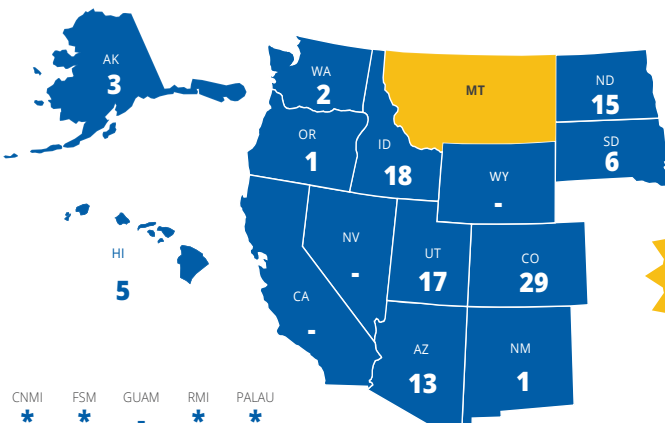 AK
3
WA
2
MT
ND
15
OR
1
ID
18
SD
6
WY
-
HI
5
NV
-
UT
17
CO
29
CA
-
AZ
13
NM
1
CNMI FSM GUAM RMI PALAU
* * - * *